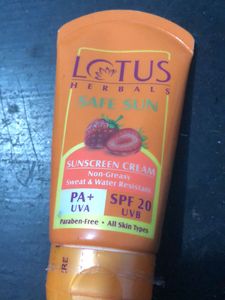 LOTUS
HERBALS
SAFE SUN
SUNSCREEN CREAM
Non-Greasy
Sweat & Water Resistant
PA+
UVA
SPF 20
UVB
Paraben-Free • All Skin Types